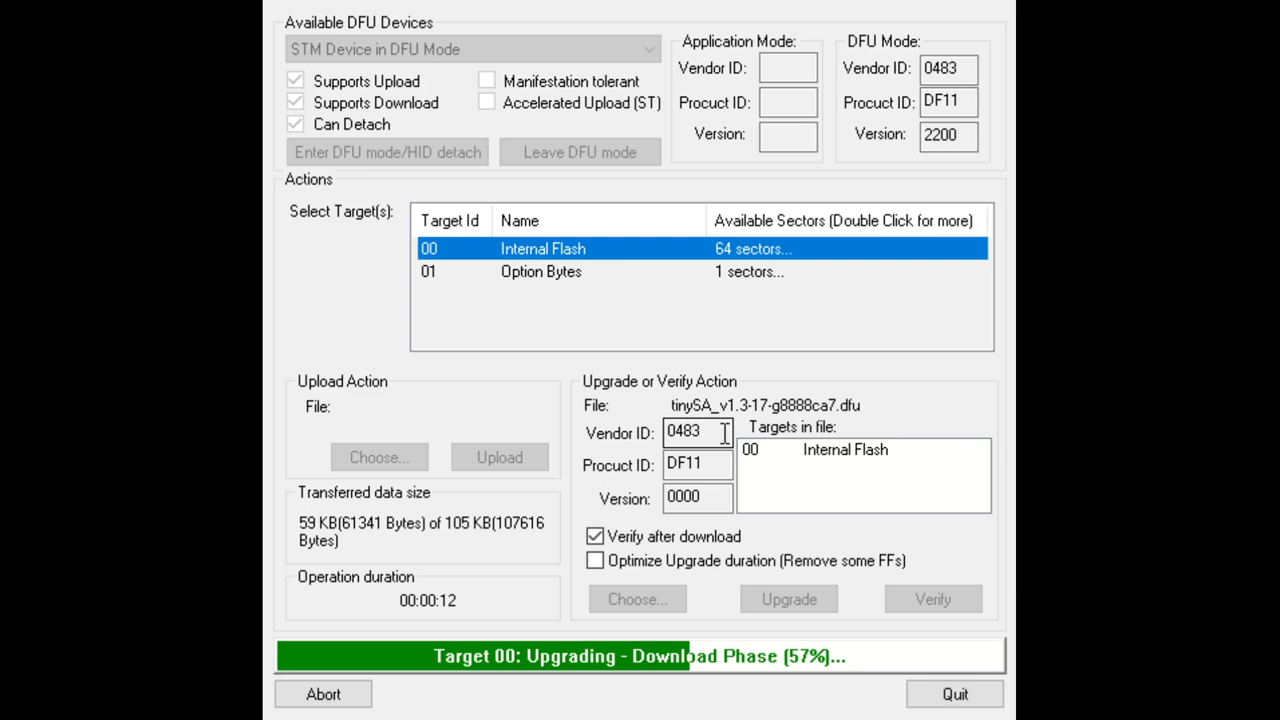 Available DFU Devices
STM Device in DFU Mode
Supports Upload
Manifestation tolerant
Supports Download
Accelerated Upload (ST)
Can Detach
Enter DFU mode/HID detach
Leave DFU mode
Application Mode:
Vendor ID:
Procuct ID:
Version:
DFU Mode:
Vendor ID: 0483
Procuct ID: DF11
Version: 2200
Actions
Select Target(s):
Target Id Name Available Sectors (Double Click for more)
00 Internal Flash 64 sectors...
01 Option Bytes 1 sectors...
Upload Action
File:
Choose... Upload
Transferred data size
59 KB(61341 Bytes) of 105 KB(107616
Bytes)
Operation duration
00:00:12
Upgrade or Verify Action
File: tinySA_v1.3-17-g8888ca7.dfu
Vendor ID: 0483
Procuct ID: DF11
Version: 0000
Targets in file:
00 Internal Flash
Verify after download
Optimize Upgrade duration (Remove some FFs)
Choose... Upgrade Verify
Target 00: Upgrading - Download Phase (57%)...
Abort Quit